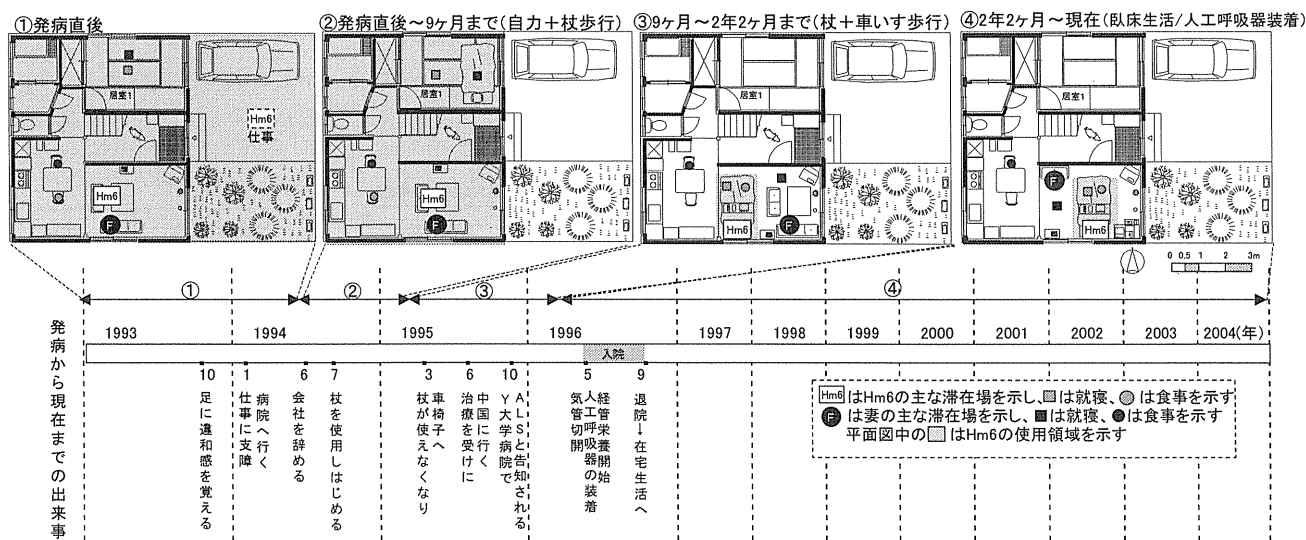 ①発病直後
②発病直後～9ヶ月まで(自力＋杖歩行)
③9ヶ月～2年2ヶ月まで(杖＋車いす歩行)
④2年2ヶ月～現在(臥床生活/人工呼吸器装着)
居室1
Hm6
仕事
Hm6
F
居室1
Hm6
F
居室1
Hm6
F
居室1
F
Hm6
0 0.5 1 2 3m
① ② ③ ④
発病から現在までの出来事
1993 1994 1995 1996 1997 1998 1999 2000 2001 2002 2003 2004(年)
入院
10
足に違和感を覚える
1
病院へ行く
仕事に支障
6
会社を辞める
7
杖を使用しはじめる
3
車椅子へ
杖が使えなくなり
6
中国に行く
治療を受けに
10
ALSと告知される
Y大学病院で
5
経管栄養開始
人工呼吸器の装着
気管切開
9
退院→在宅生活へ
Hm6はHm6の主な滞在場を示し、は就寝、は食事を示す
Fは妻の主な滞在場を示し、は就寝、は食事を示す
平面図中のはHm6の使用領域を示す